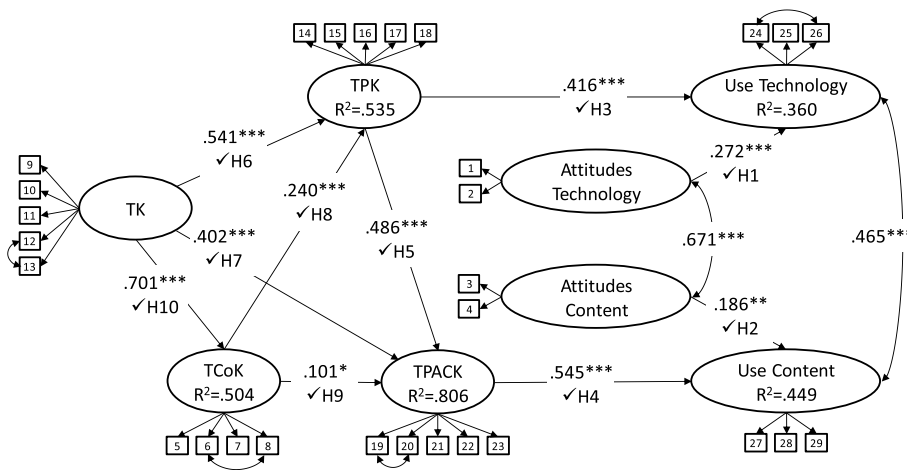 14 15 16 17 18
24 25 26
TPK
R²=.535
.416***
✓H3
Use Technology
R²=.360
.541***
✓H6
9
10
11
12
13
TK
.240***
✓H8
1
2
Attitudes
Technology
.272***
✓H1
.402***
✓H7
.486***
✓H5
.671***
.465***
.701***
✓H10
3
4
Attitudes
Content
.186**
✓H2
TCoK
R²=.504
.101*
✓H9
TPACK
R²=.806
.545***
✓H4
Use Content
R²=.449
5 6 7 8
19 20 21 22 23
27 28 29